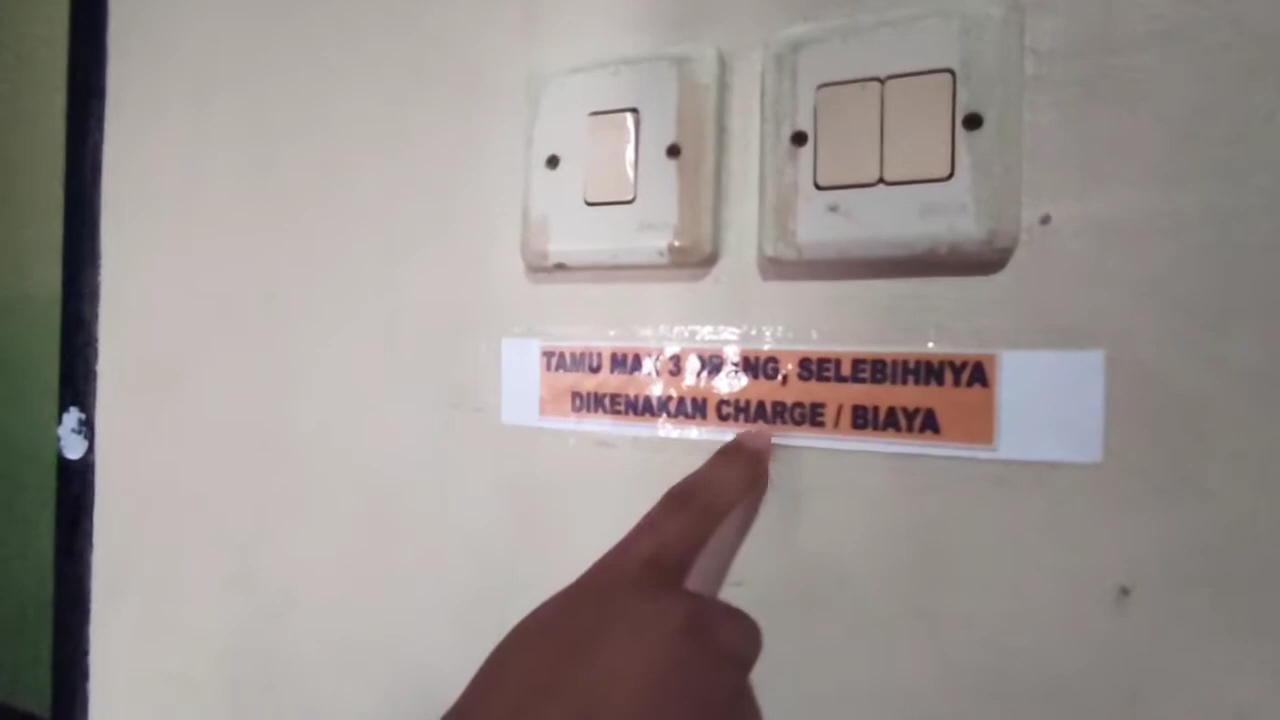 TAMU MAX 3 ORANG, SELEBIHNYA
DIKENAKAN CHARGE / BIAYA